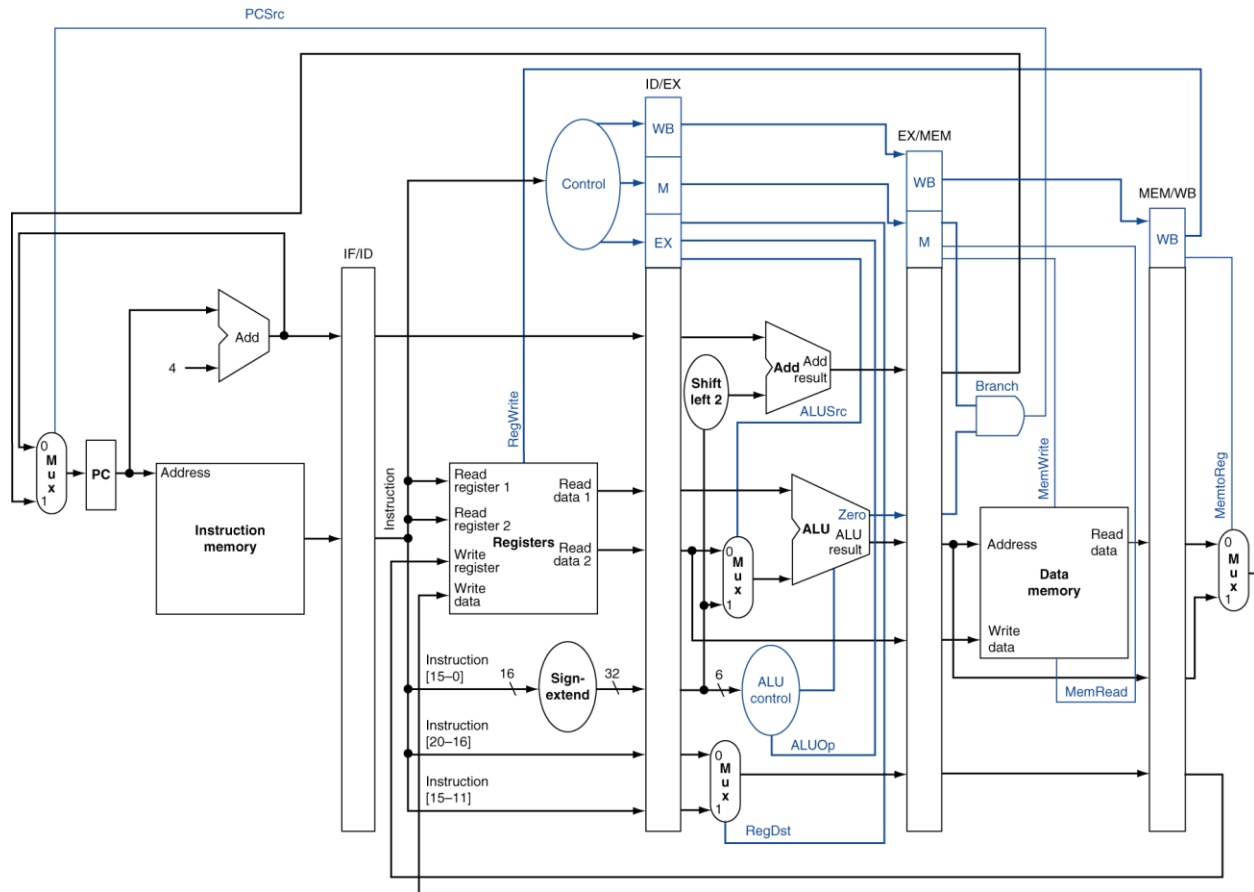 PCSrc
ID/EX
WB
EX/MEM
Control
M
WB
MEM/WB
EX
M
WB
IF/ID
Add
4
Shift
left 2
Add
Add
result
Branch
ALUSrc
RegWrite
MemWrite
MemtoReg
0
M
u
x
1
PC
Address
Instruction
memory
Instruction
Read
register 1
Read
data 1
Read
register 2
Registers
Write
register
Read
data 2
Write
data
0
M
u
x
1
Zero
ALU
ALU
result
Address
Read
data
Data
memory
Write
data
0
M
u
x
1
Instruction
[15–0]
16
Sign-
extend
32
6
ALU
control
MemRead
Instruction
[20–16]
ALUOp
0
M
u
x
1
Instruction
[15–11]
RegDst